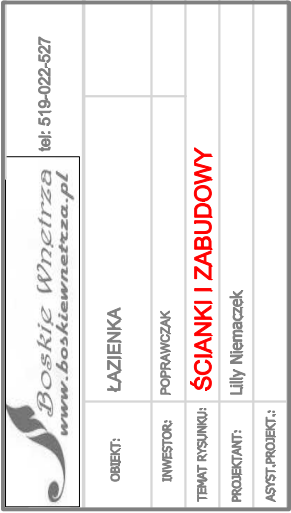 Boskie Wnętrza
www.boskiewnetrza.pl
tel: 519-022-527
OBIEKT: ŁAZIENKA
INWESTOR: POPRAWCZAK
TEMAT RYSUNKU: ŚCIANKI I ZABUDOWY
PROJEKTANT: Lilly Niemaczek
ASYST.PROJEKT.: